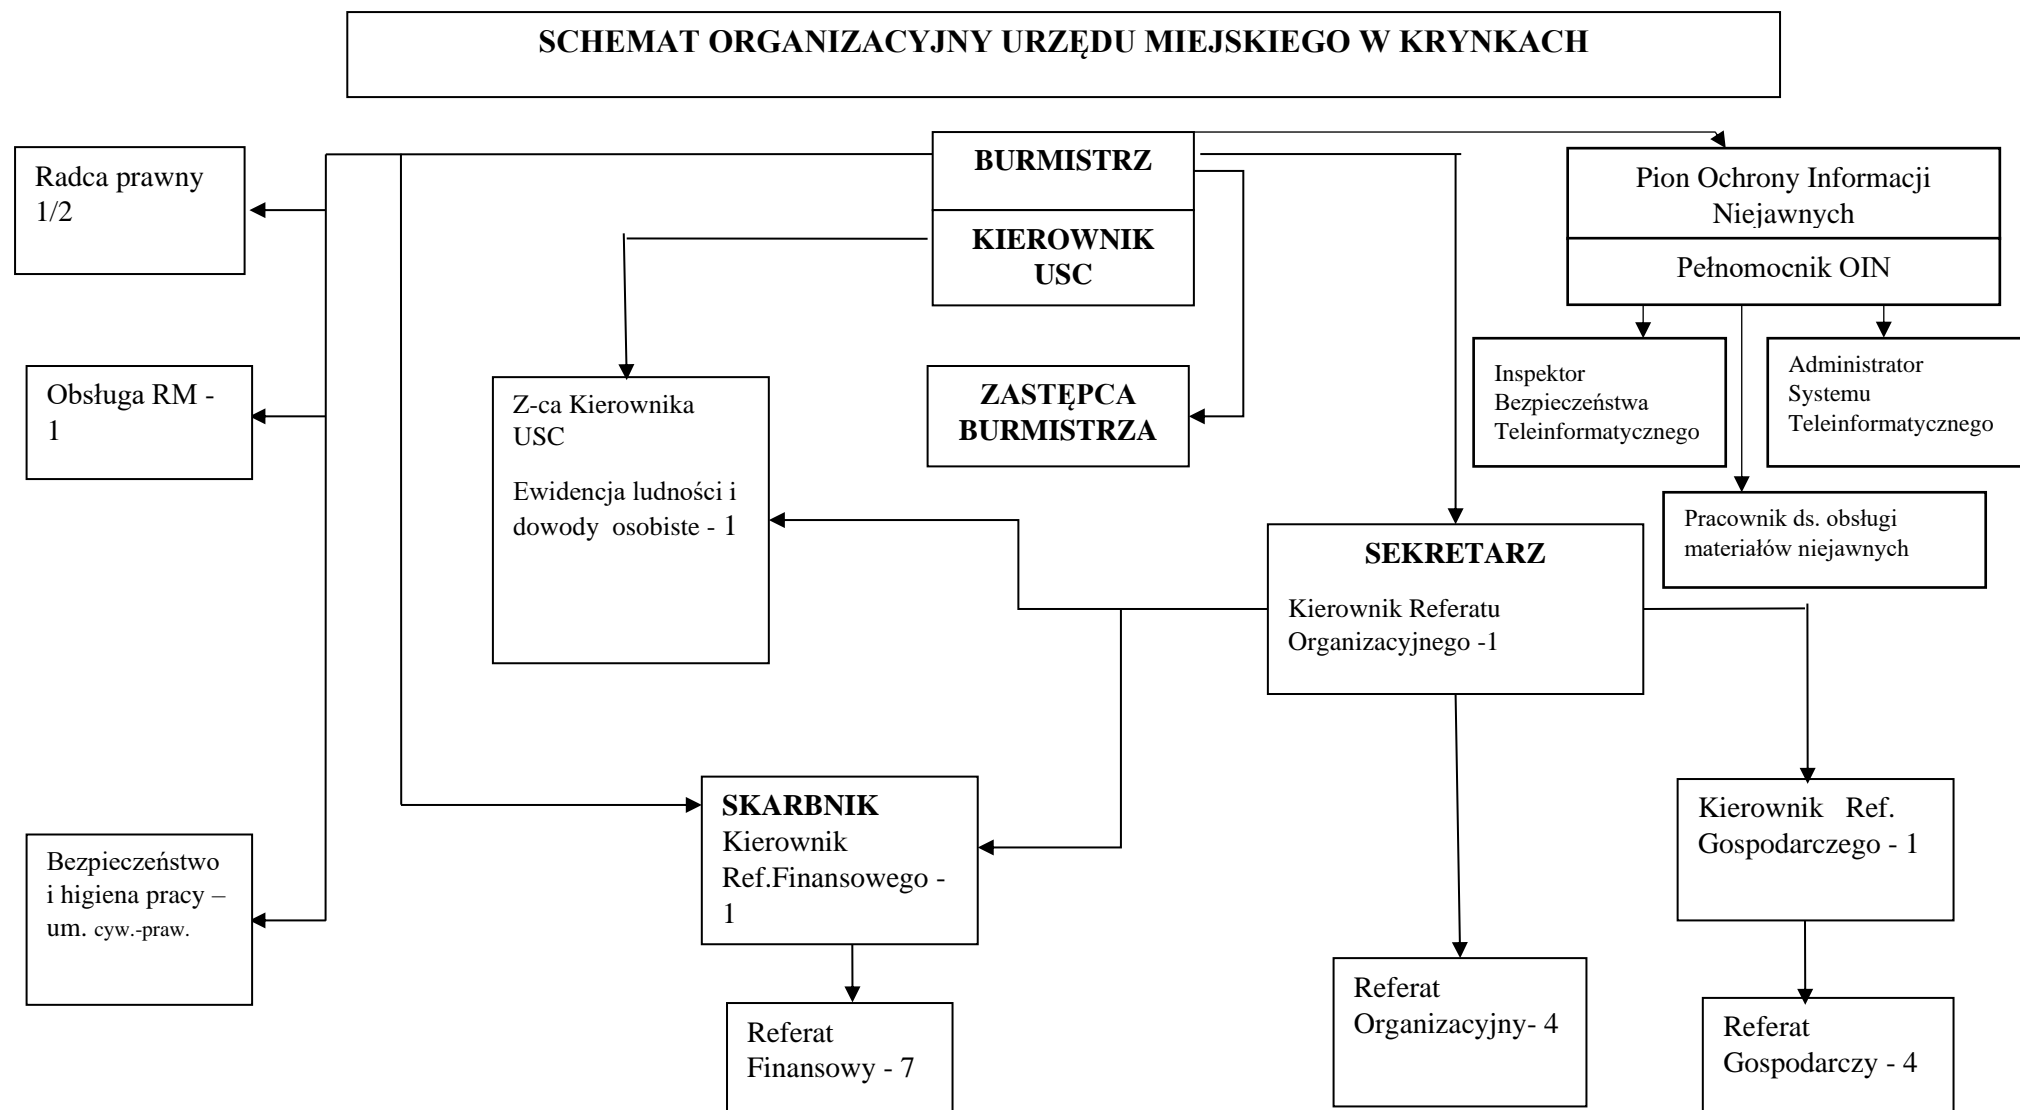 SCHEMAT ORGANIZACYJNY URZĘDU MIEJSKIEGO W KRYNKACH
Radca prawny
1/2
BURMISTRZ
KIEROWNIK
USC
Pion Ochrony Informacji
Niejawnych
Pełnomocnik OIN
Obsługa RM -
1
Z-ca Kierownika
USC
Ewidencja ludności i
dowody osobiste - 1
ZASTĘPCA
BURMISTRZA
Inspektor
Bezpieczeństwa
Teleinformatycznego
Administrator
Systemu
Teleinformatycznego
Pracownik ds. obsługi
materiałów niejawnych
SEKRETARZ
Kierownik Referatu
Organizacyjnego -1
Bezpieczeństwo
i higiena pracy –
um. cyw.-praw.
SKARBNIK
Kierownik
Ref.Finansowego -
1
Kierownik Ref.
Gospodarczego - 1
Referat
Finansowy - 7
Referat
Organizacyjny- 4
Referat
Gospodarczy - 4